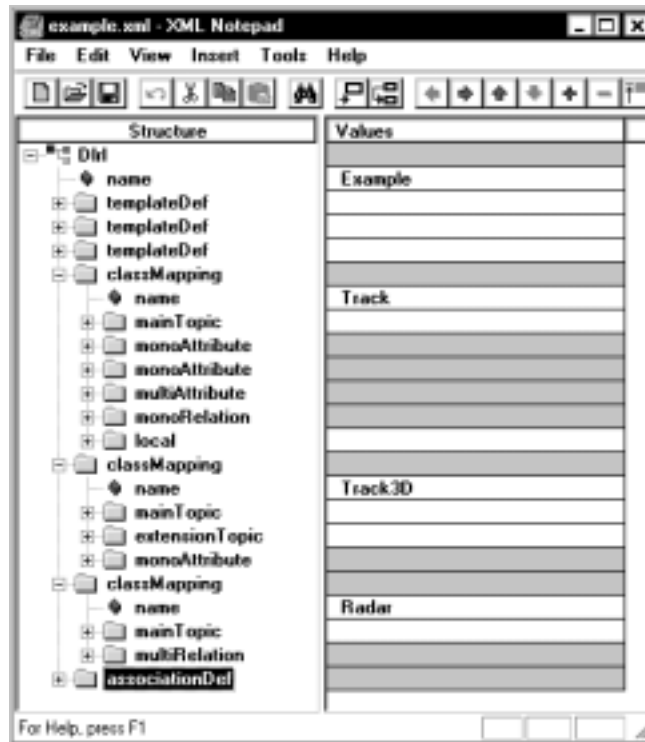 example.xml - XML Notepad
File Edit View Insert Tools Help
Structure Values
Dlrl
name Example
templateDef
templateDef
templateDef
classMapping
name Track
mainTopic
monoAttribute
monoAttribute
multiAttribute
monoRelation
local
classMapping
name Track3D
mainTopic
extensionTopic
monoAttribute
classMapping
name Radar
mainTopic
multiRelation
associationDef
For Help, press F1